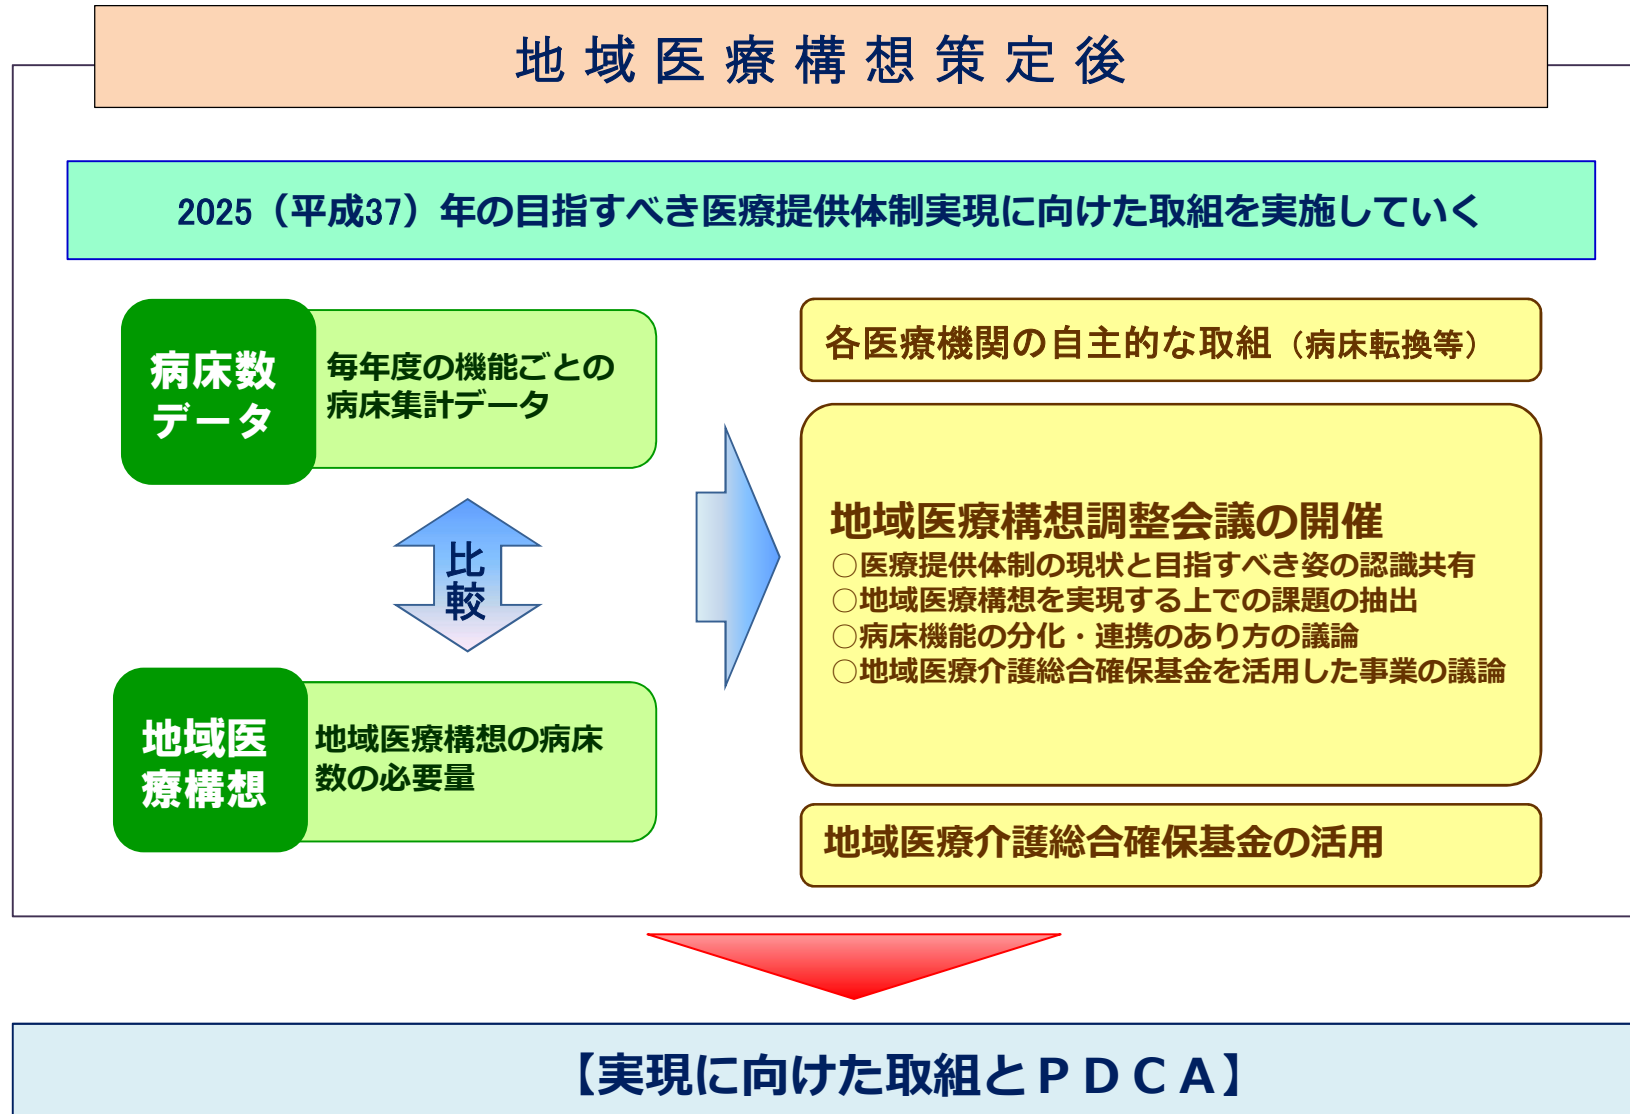 地域医療構想策定後
2025（平成37）年の目指すべき医療提供体制実現に向けた取組を実施していく
病床数
データ
毎年度の機能ごとの
病床集計データ
比
較
地域医
療構想
地域医療構想の病床
数の必要量
各医療機関の自主的な取組（病床転換等）
地域医療構想調整会議の開催
○医療提供体制の現状と目指すべき姿の認識共有
○地域医療構想を実現する上での課題の抽出
○病床機能の分化・連携のあり方の議論
○地域医療介護総合確保基金を活用した事業の議論
地域医療介護総合確保基金の活用
【実現に向けた取組とＰＤＣＡ】